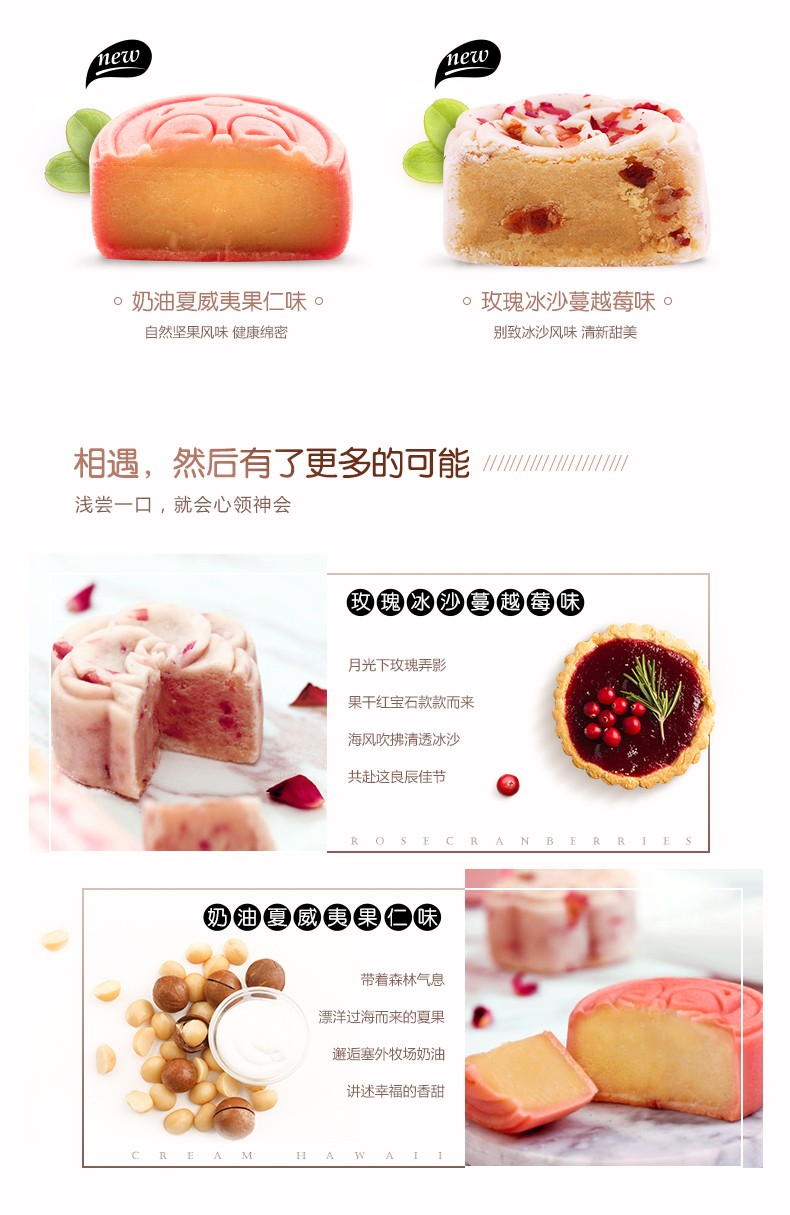 new
new
奶油夏威夷果仁味
玫瑰冰沙蔓越莓味
自然坚果风味 健康绵密
别致冰沙风味 清新甜美
相遇，然后有了更多的可能
浅尝一口，就会心领神会
玫瑰冰沙蔓越莓味
月光下玫瑰弄影
果干红宝石款款而来
海风吹拂清透冰沙
共赴这良辰佳节
ROSECRANBERRIES
奶油夏威夷果仁味
带着森林气息
漂洋过海而来的夏果
邂逅塞外牧场奶油
讲述幸福的香甜
CREAM HAWAII